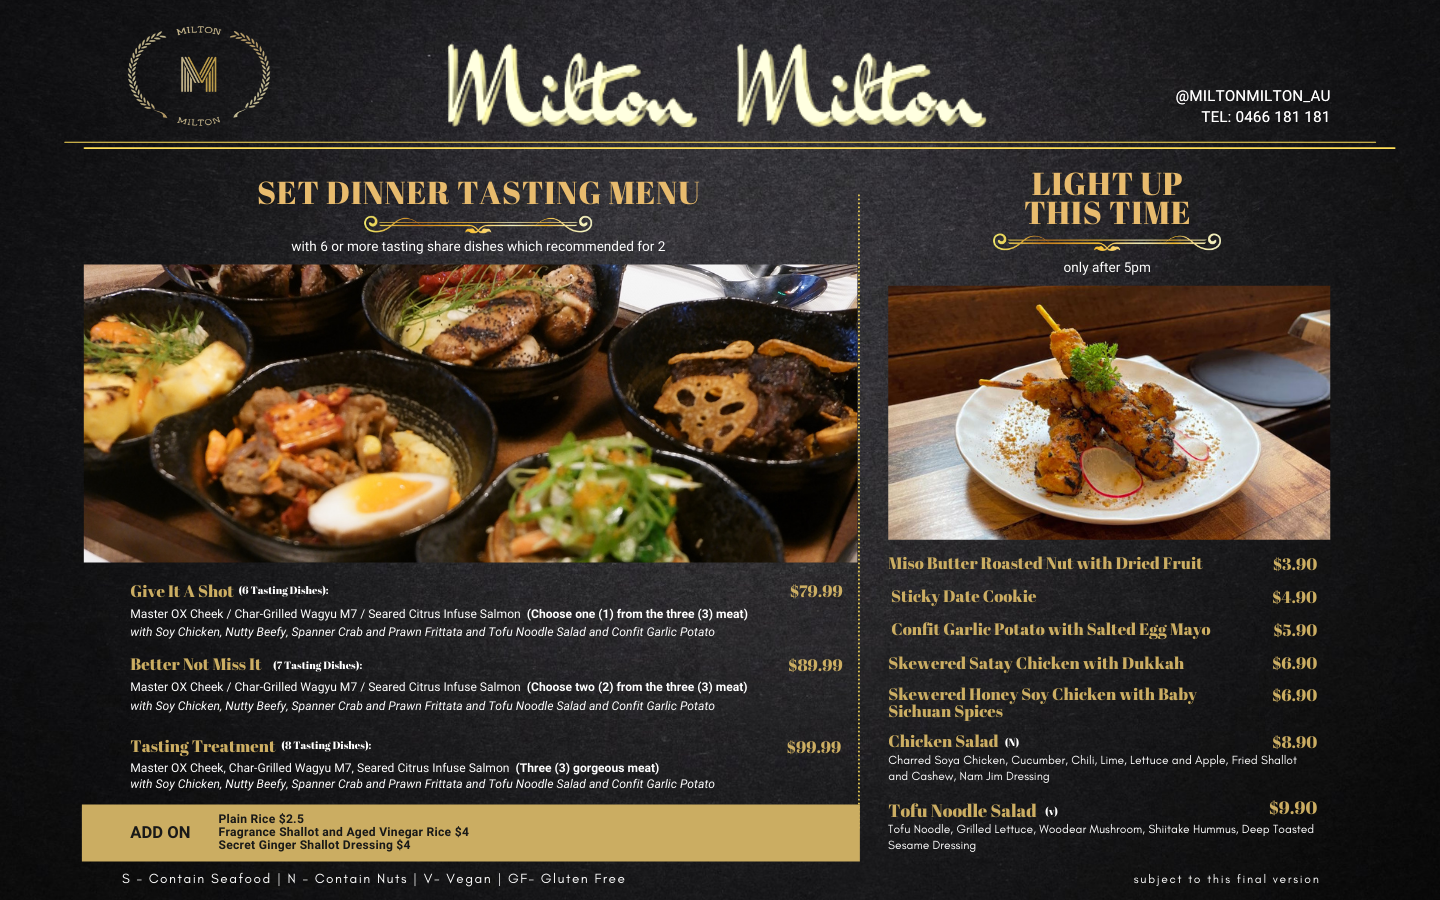 MILTON
M
MILTON
Milton Milton
@MILTONMILTON_AU
TEL: 0466 181 181
SET DINNER TASTING MENU
with 6 or more tasting share dishes which recommended for 2
Give It A Shot (6 Tasting Dishes): $79.99
Master OX Cheek / Char-Grilled Wagyu M7 / Seared Citrus Infuse Salmon (Choose one (1) from the three (3) meat)
with Soy Chicken, Nutty Beefy, Spanner Crab and Prawn Frittata and Tofu Noodle Salad and Confit Garlic Potato
Better Not Miss It (7 Tasting Dishes): $89.99
Master OX Cheek / Char-Grilled Wagyu M7 / Seared Citrus Infuse Salmon (Choose two (2) from the three (3) meat)
with Soy Chicken, Nutty Beefy, Spanner Crab and Prawn Frittata and Tofu Noodle Salad and Confit Garlic Potato
Tasting Treatment (8 Tasting Dishes): $99.99
Master OX Cheek, Char-Grilled Wagyu M7, Seared Citrus Infuse Salmon (Three (3) gorgeous meat)
with Soy Chicken, Nutty Beefy, Spanner Crab and Prawn Frittata and Tofu Noodle Salad and Confit Garlic Potato
ADD ON
Plain Rice $2.5
Fragrance Shallot and Aged Vinegar Rice $4
Secret Ginger Shallot Dressing $4
LIGHT UP
THIS TIME
only after 5pm
Miso Butter Roasted Nut with Dried Fruit $3.90
Sticky Date Cookie $4.90
Confit Garlic Potato with Salted Egg Mayo $5.90
Skewered Satay Chicken with Dukkah $6.90
Skewered Honey Soy Chicken with Baby $6.90
Sichuan Spices
Chicken Salad (N) $8.90
Charred Soya Chicken, Cucumber, Chili, Lime, Lettuce and Apple, Fried Shallot
and Cashew, Nam Jim Dressing
Tofu Noodle Salad (v) $9.90
Tofu Noodle, Grilled Lettuce, Woodear Mushroom, Shiitake Hummus, Deep Toasted
Sesame Dressing
S - Contain Seafood | N - Contain Nuts | V- Vegan | GF- Gluten Free
subject to this final version